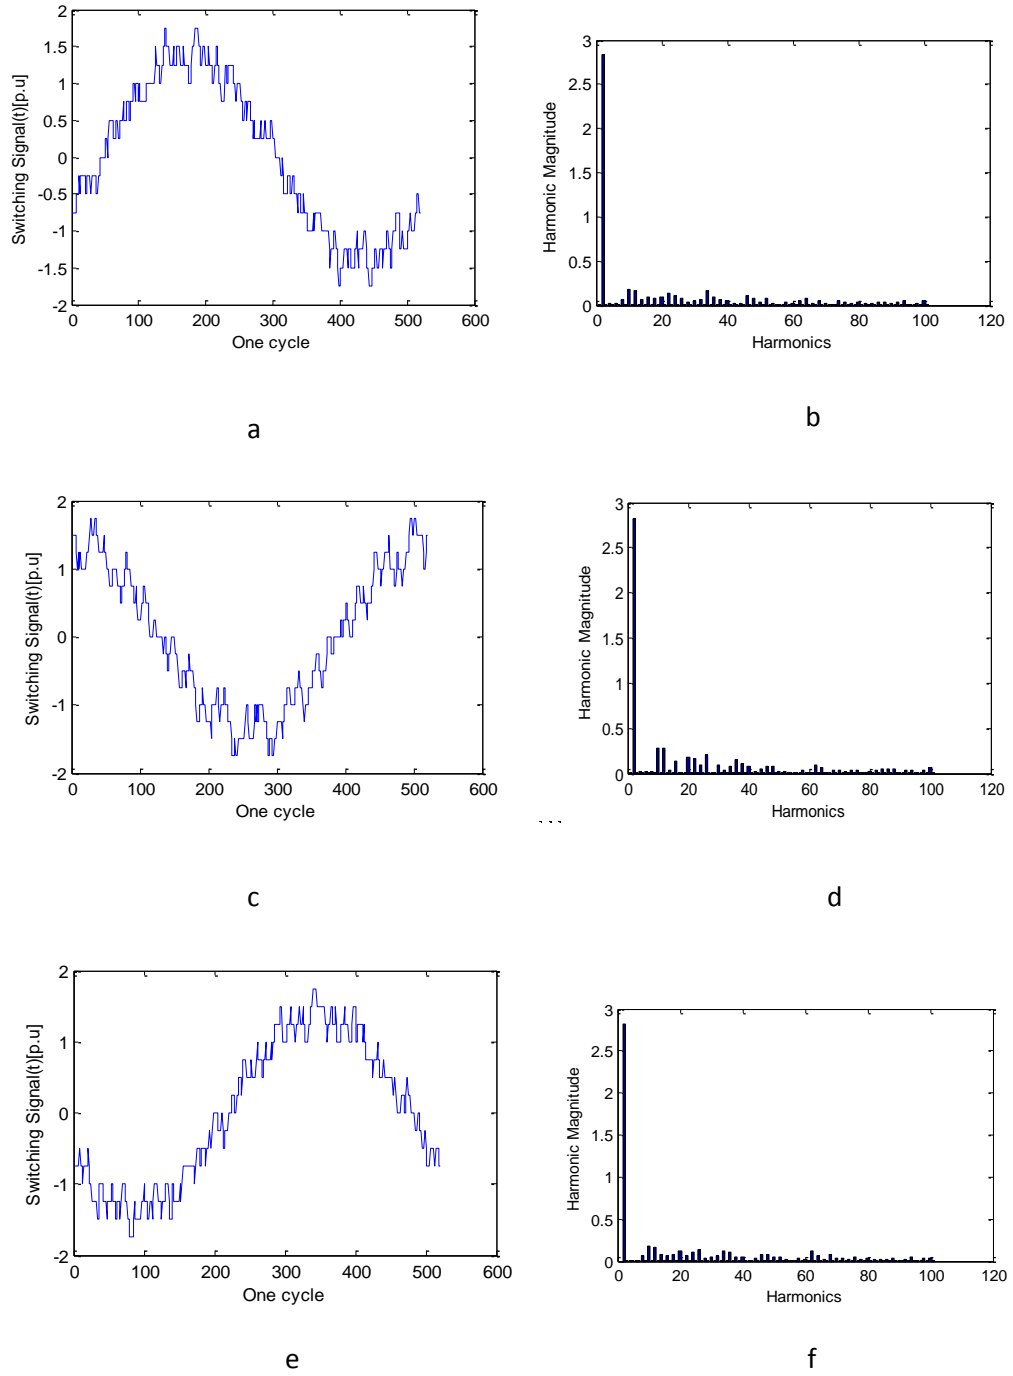 2
1.5
1
0.5
0
-0.5
-1
-1.5
-2
0 100 200 300 400 500 600
One cycle
Switching Signal(t)[p.u]
a
3
2.5
2
1.5
1
0.5
0
0 20 40 60 80 100 120
Harmonics
Harmonic Magnitude
b
2
1
0
-1
-2
0 100 200 300 400 500 600
One cycle
Switching Signal(t)[p.u]
c
3
2.5
2
1.5
1
0.5
0
0 20 40 60 80 100 120
Harmonics
Harmonic Magnitude
d
2
1
0
-1
-2
0 100 200 300 400 500 600
One cycle
Switching Signal(t)[p.u]
e
3
2.5
2
1.5
1
0.5
0
0 20 40 60 80 100 120
Harmonics
Harmonic Magnitude
f